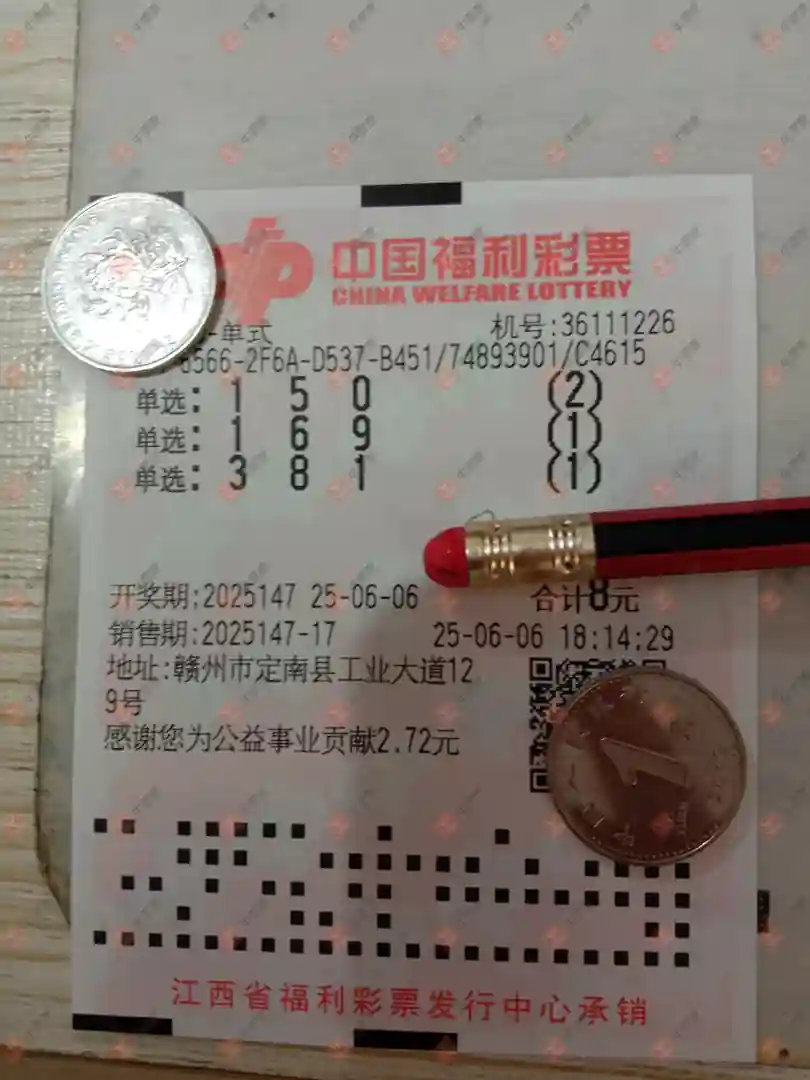 中国福利彩票
CHINA WELFARE LOTTERY
-单式 机号:36111226
6566-2F6A-D537-B451/74893901/C4615
单选: 1 5 0 (2)
单选: 1 6 9 (1)
单选: 3 8 1 (1)
开奖期:2025147 25-06-06 合计8元
销售期:2025147-17 25-06-06 18:14:29
地址:赣州市定南县工业大道12
9号
感谢您为公益事业贡献2.72元
1
江西省福利彩票发行中心承销